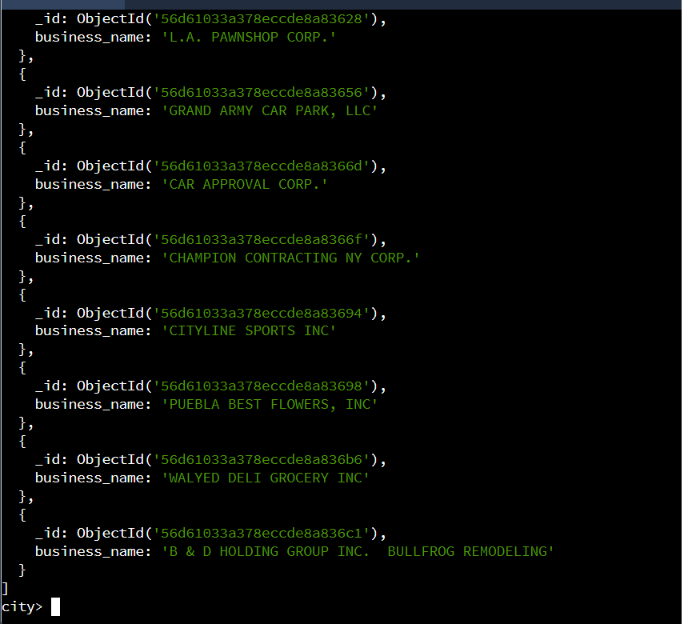 _id: ObjectId('56d61033a378eccde8a83628'),
business_name: 'L.A. PAWNSHOP CORP.'
},
{
_id: ObjectId('56d61033a378eccde8a83656'),
business_name: 'GRAND ARMY CAR PARK, LLC'
},
{
_id: ObjectId('56d61033a378eccde8a8366d'),
business_name: 'CAR APPROVAL CORP.'
},
{
_id: ObjectId('56d61033a378eccde8a8366f'),
business_name: 'CHAMPION CONTRACTING NY CORP.'
},
{
_id: ObjectId('56d61033a378eccde8a83694'),
business_name: 'CITYLINE SPORTS INC'
},
{
_id: ObjectId('56d61033a378eccde8a83698'),
business_name: 'PUEBLA BEST FLOWERS, INC'
},
{
_id: ObjectId('56d61033a378eccde8a836b6'),
business_name: 'WALYED DELI GROCERY INC'
},
{
_id: ObjectId('56d61033a378eccde8a836c1'),
business_name: 'B & D HOLDING GROUP INC.  BULLFROG REMODELING'
}
]
city>